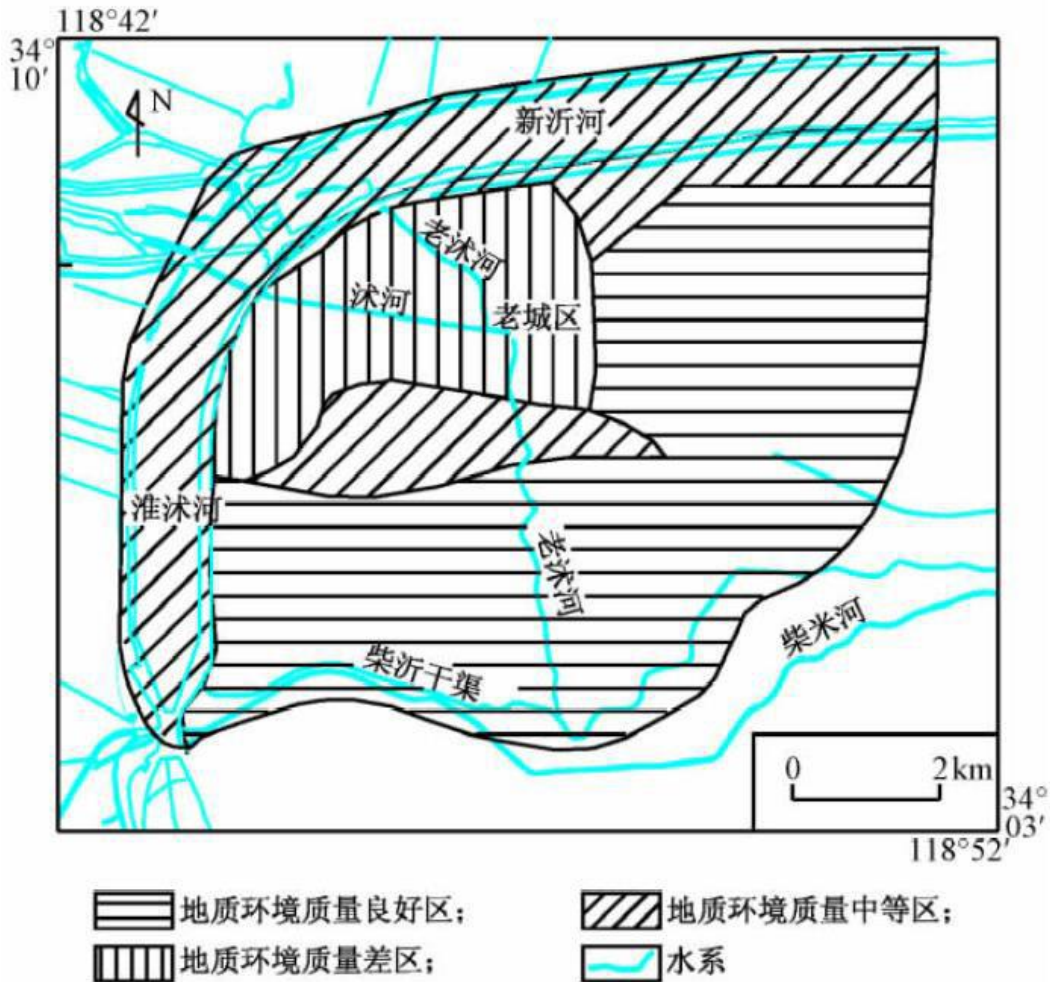 118°42′
34°
10′
N
新沂河
老沭河
沭河
老城区
淮沭河
老沭河
柴米河
柴沂干渠
0 2 km
34°
03′
118°52′
地质环境质量良好区；
地质环境质量中等区；
地质环境质量差区；
水系